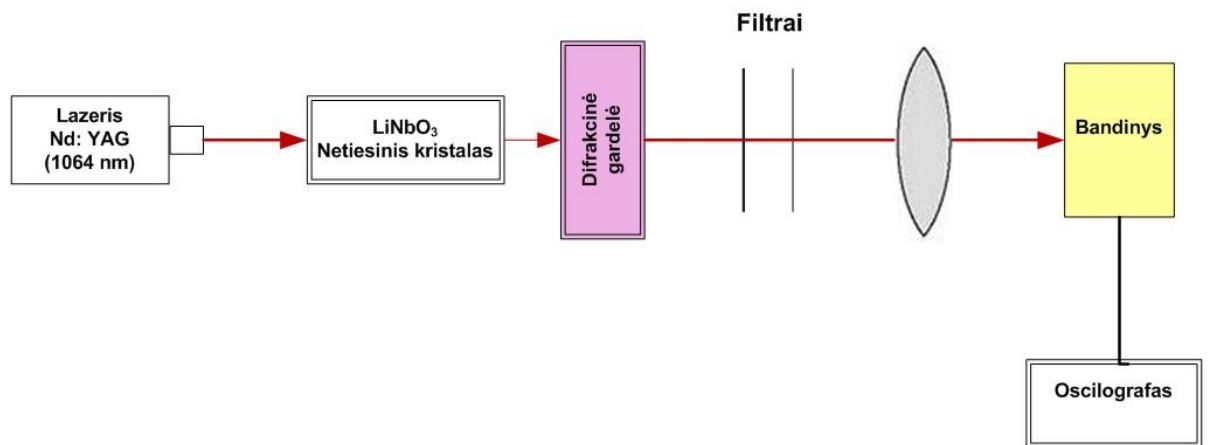 Filtrai
Lazeris
Nd: YAG
(1064 nm)
LiNbO₃
Netiesinis kristalas
Difrakcinė
gardelė
Bandinys
Oscilografas